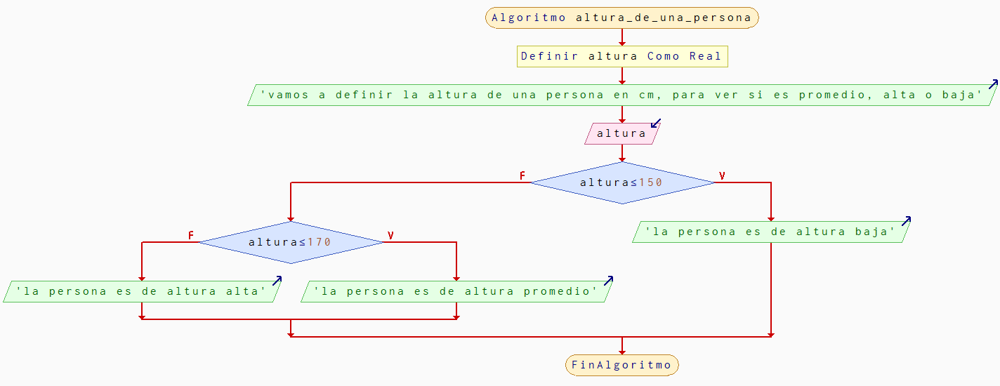 Algoritmo altura_de_una_persona
Definir altura Como Real
'vamos a definir la altura de una persona en cm, para ver si es promedio, alta o baja'
altura
F
V
altura≤150
F
V
'la persona es de altura baja'
altura≤170
'la persona es de altura alta'
'la persona es de altura promedio'
FinAlgoritmo